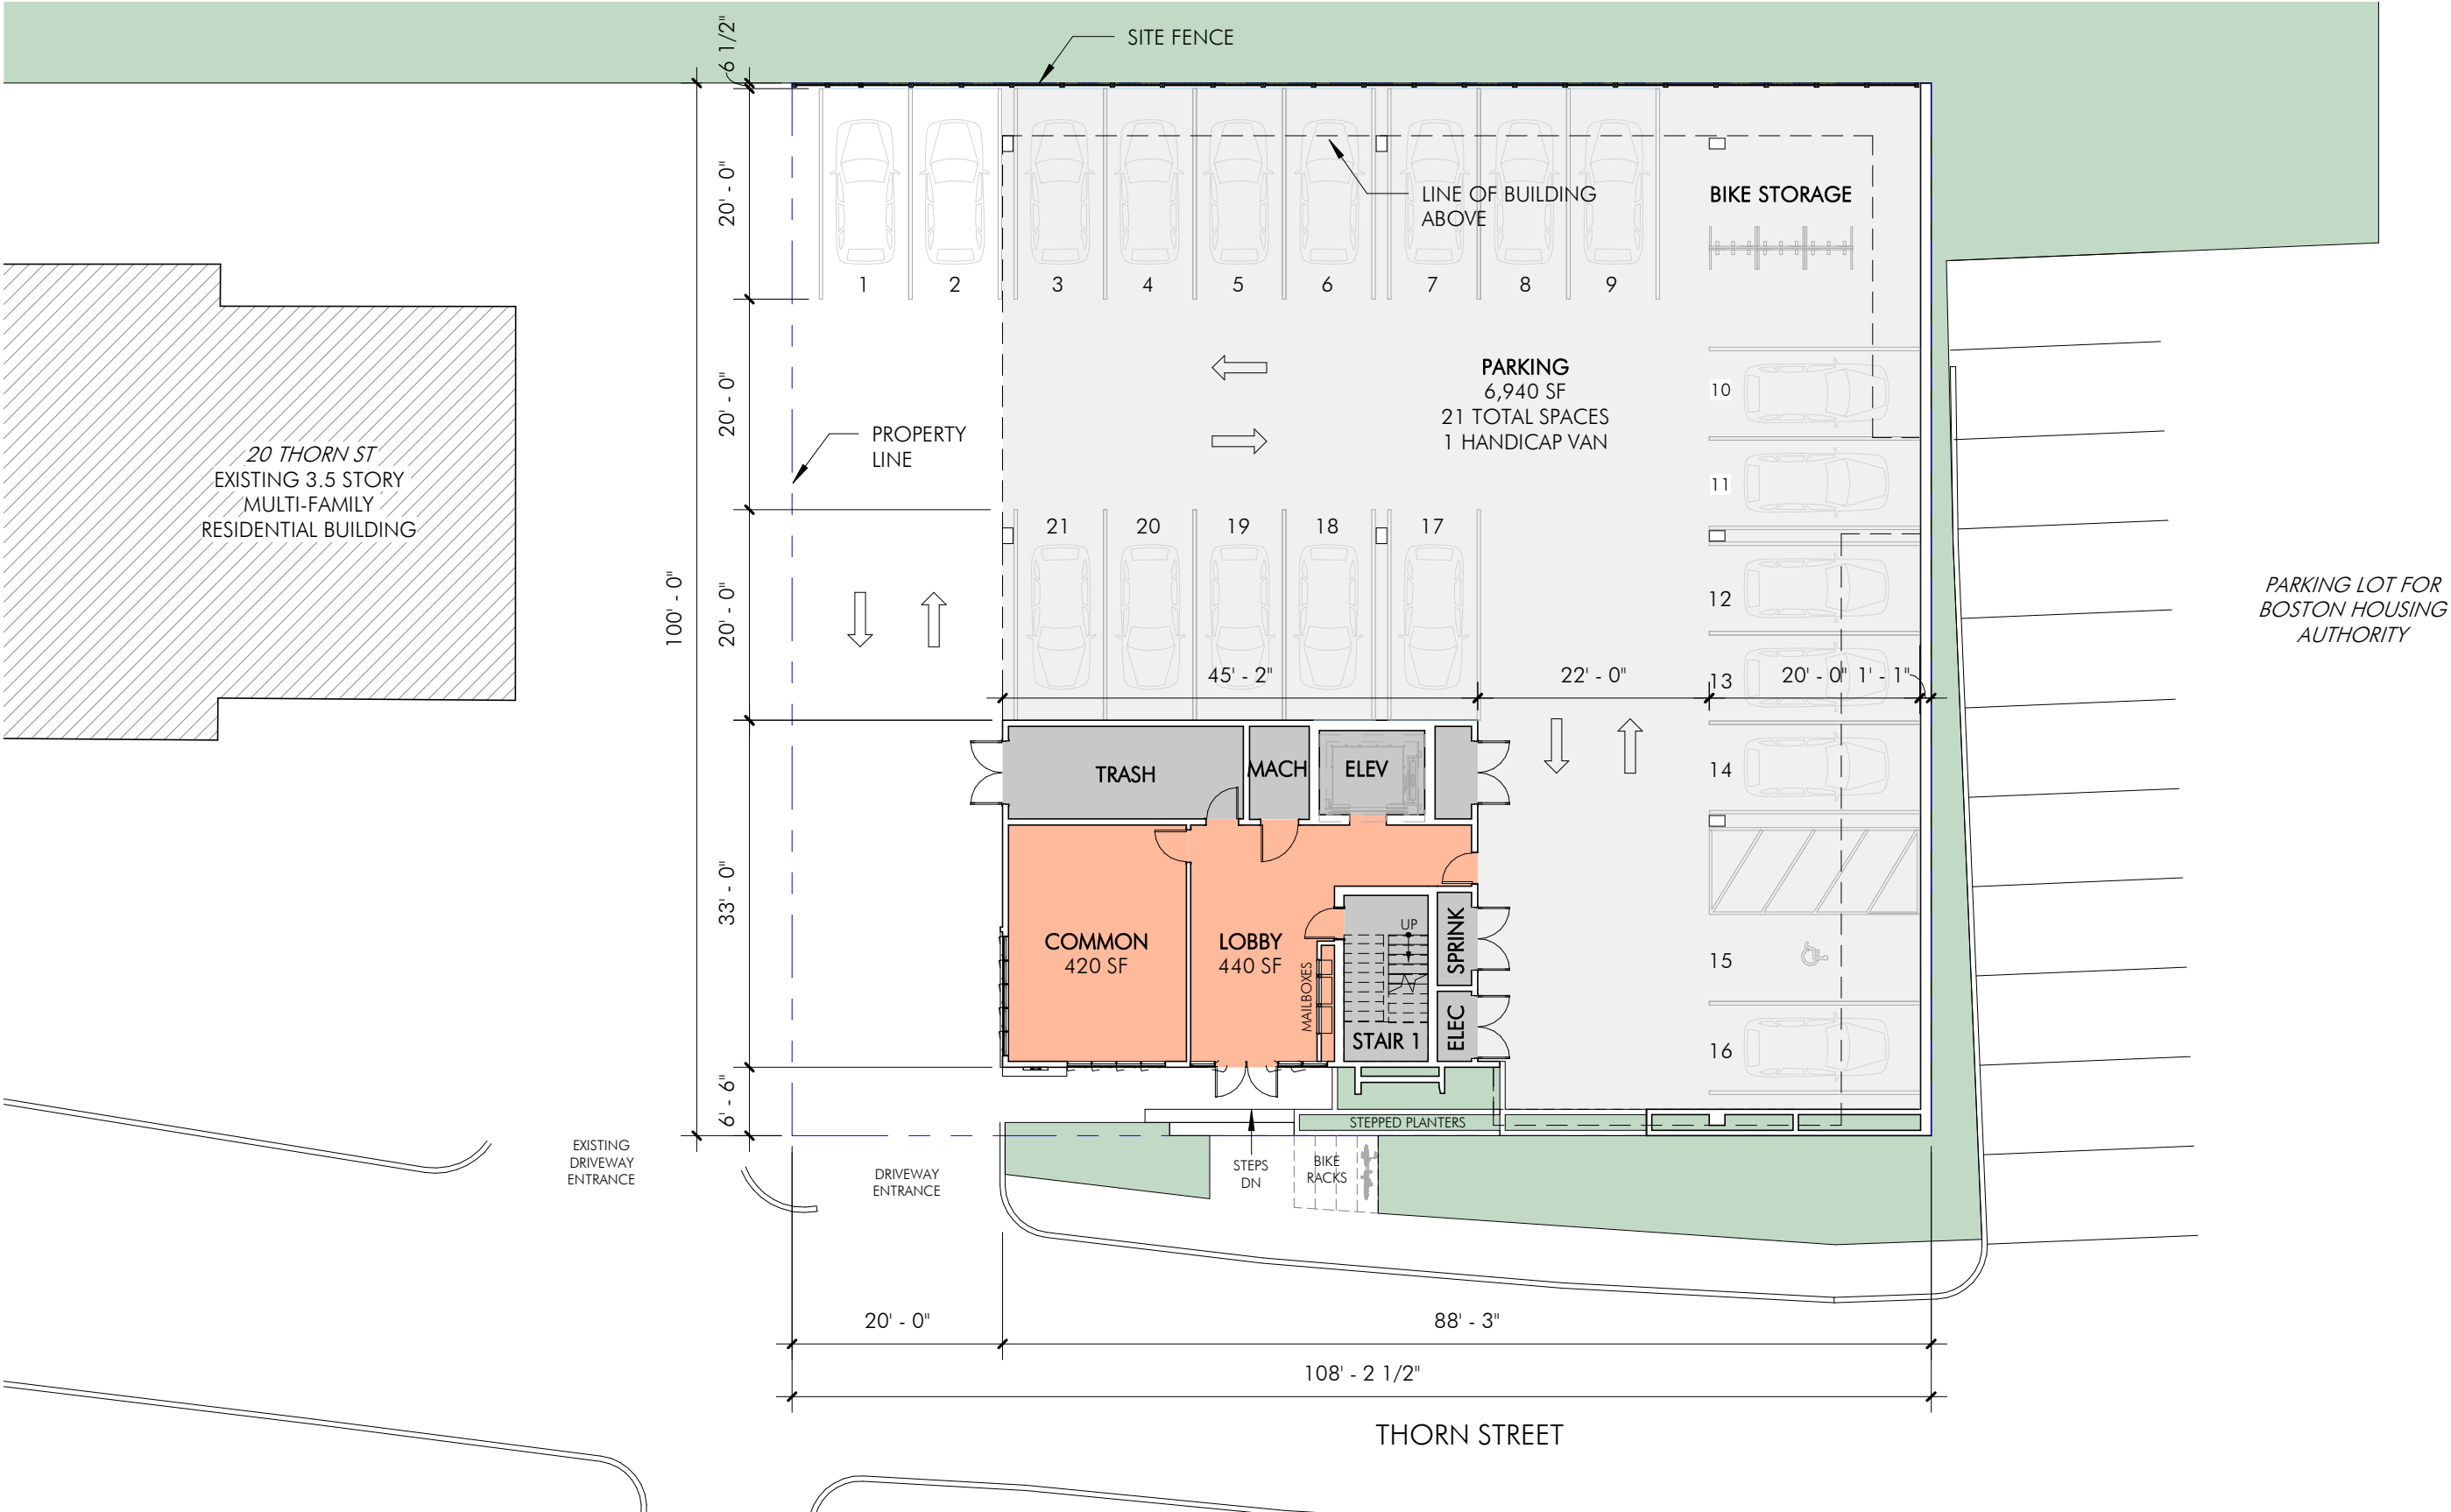 6 1/2"
SITE FENCE
20' - 0"
LINE OF BUILDING
ABOVE
BIKE STORAGE
1
2
3
4
5
6
7
8
9
20' - 0"
PARKING
6,940 SF
21 TOTAL SPACES
1 HANDICAP VAN
10
PROPERTY
LINE
20 THORN ST
EXISTING 3.5 STORY
MULTI-FAMILY
RESIDENTIAL BUILDING
11
21
20
19
18
17
100' - 0"
20' - 0"
12
PARKING LOT FOR
BOSTON HOUSING
AUTHORITY
45' - 2"
22' - 0"
13
20' - 0"
1' - 1"
TRASH
MACH
ELEV
14
33' - 0"
COMMON
420 SF
LOBBY
440 SF
MAILBOXES
UP
STAIR 1
SPRINK
ELEC
15
16
6' - 6"
STEPPED PLANTERS
EXISTING
DRIVEWAY
ENTRANCE
DRIVEWAY
ENTRANCE
STEPS
DN
BIKE
RACKS
20' - 0"
88' - 3"
108' - 2 1/2"
THORN STREET